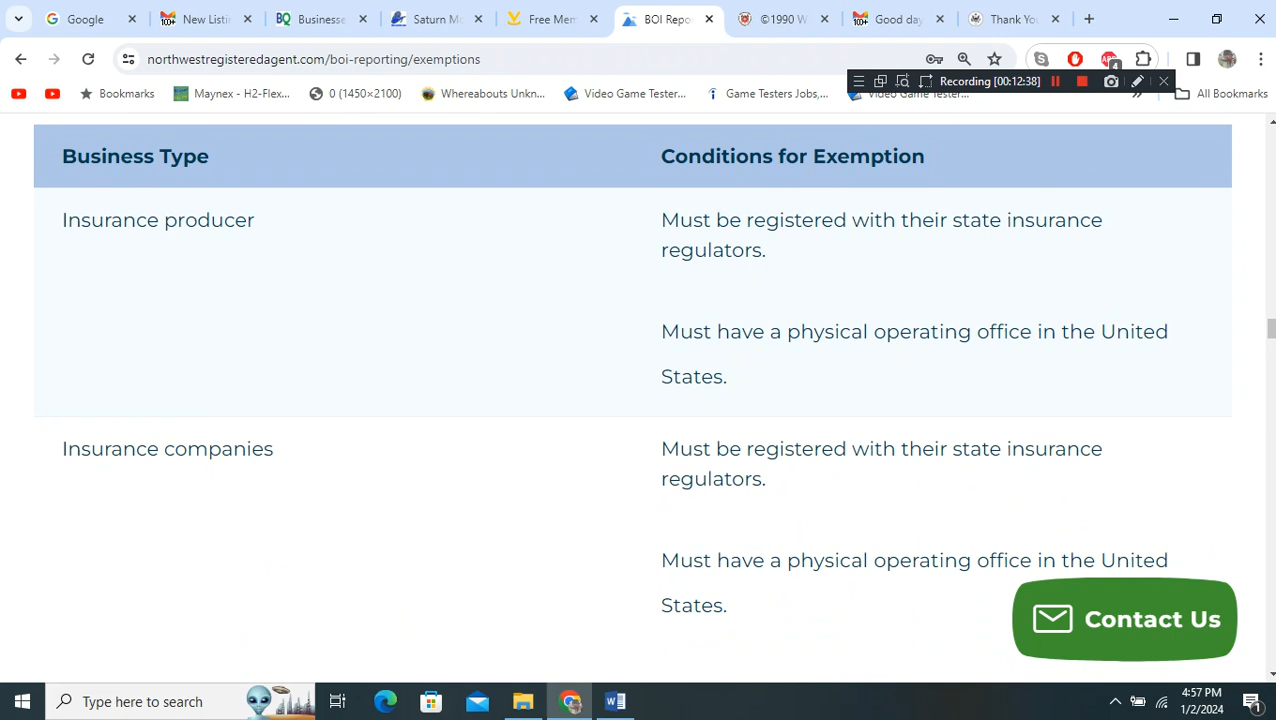 Google
New Listi
Business
Saturn Mo
Free Mem
BOI Repo
©1990 W
Good day
Thank You
northwestregisteredagent.com/boi-reporting/exemptions
Recording [00:12:38]
Bookmarks
Maynex - H2-Flex...
0 (1450×2100)
Whereabouts Unkn...
Video Game Tester...
Game Testers Jobs,...
Video Game Tester...
All Bookmarks
Business Type
Conditions for Exemption
Insurance producer
Must be registered with their state insurance
regulators.
Must have a physical operating office in the United
States.
Insurance companies
Must be registered with their state insurance
regulators.
Must have a physical operating office in the United
States.
Contact Us
Type here to search
4:57 PM
1/2/2024